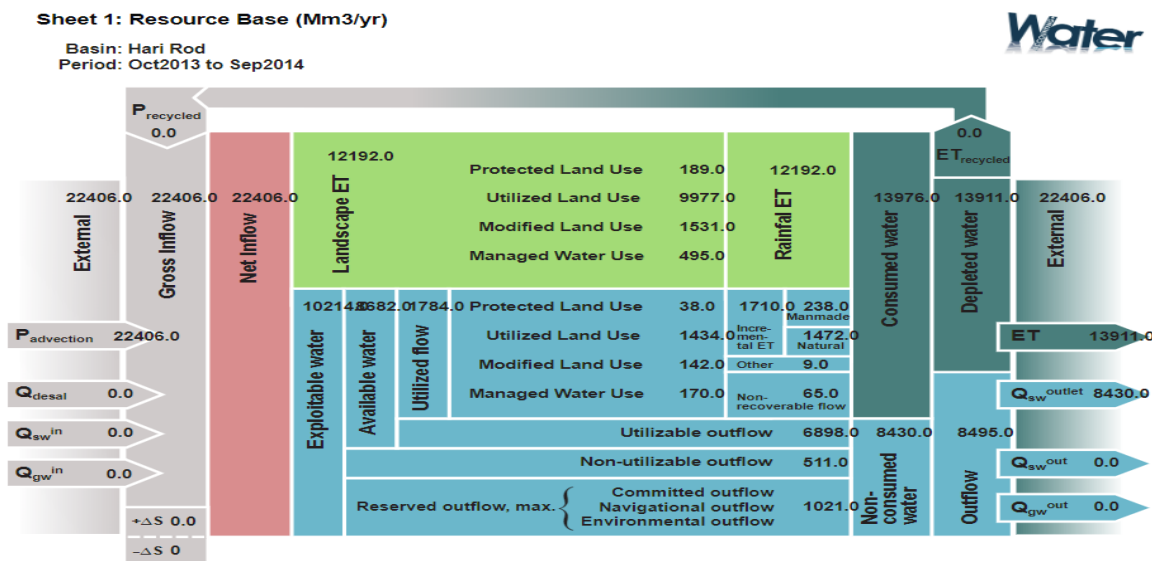 Sheet 1: Resource Base (Mm3/yr)
Water
Basin: Hari Rod
Period: Oct2013 to Sep2014
P recycled
0.0
0.0
ET recycled
12192.0
12192.0
Protected Land Use 189.0
22406.0 22406.0 22406.0
Utilized Land Use 9977.0
13976.0 13911.0 22406.0
Modified Land Use 1531.0
Managed Water Use 495.0
External
Gross Inflow
Net Inflow
Landscape ET
Rainfall ET
Consumed water
Depleted water
External
10214.0 8682.0 1784.0
Protected Land Use 38.0
1710.0 238.0
Manmade
P advection 22406.0
Utilized Land Use 1434.0
Incre-
mental ET
1472.0
Natural
ET 13911.0
Modified Land Use 142.0
Other 9.0
Q desal 0.0
Managed Water Use 170.0
Non-
recoverable flow
65.0
Q sw outlet 8430.0
Exploitable water
Available water
Utilized flow
Q sw in 0.0
Utilizable outflow 6898.0
8430.0 8495.0
Q gw in 0.0
Non-utilizable outflow 511.0
Q sw out 0.0
Reserved outflow, max.
Committed outflow
Navigational outflow 1021.0
Environmental outflow
Non-
consumed
water
Outflow
Q gw out 0.0
+ΔS 0.0
−ΔS 0